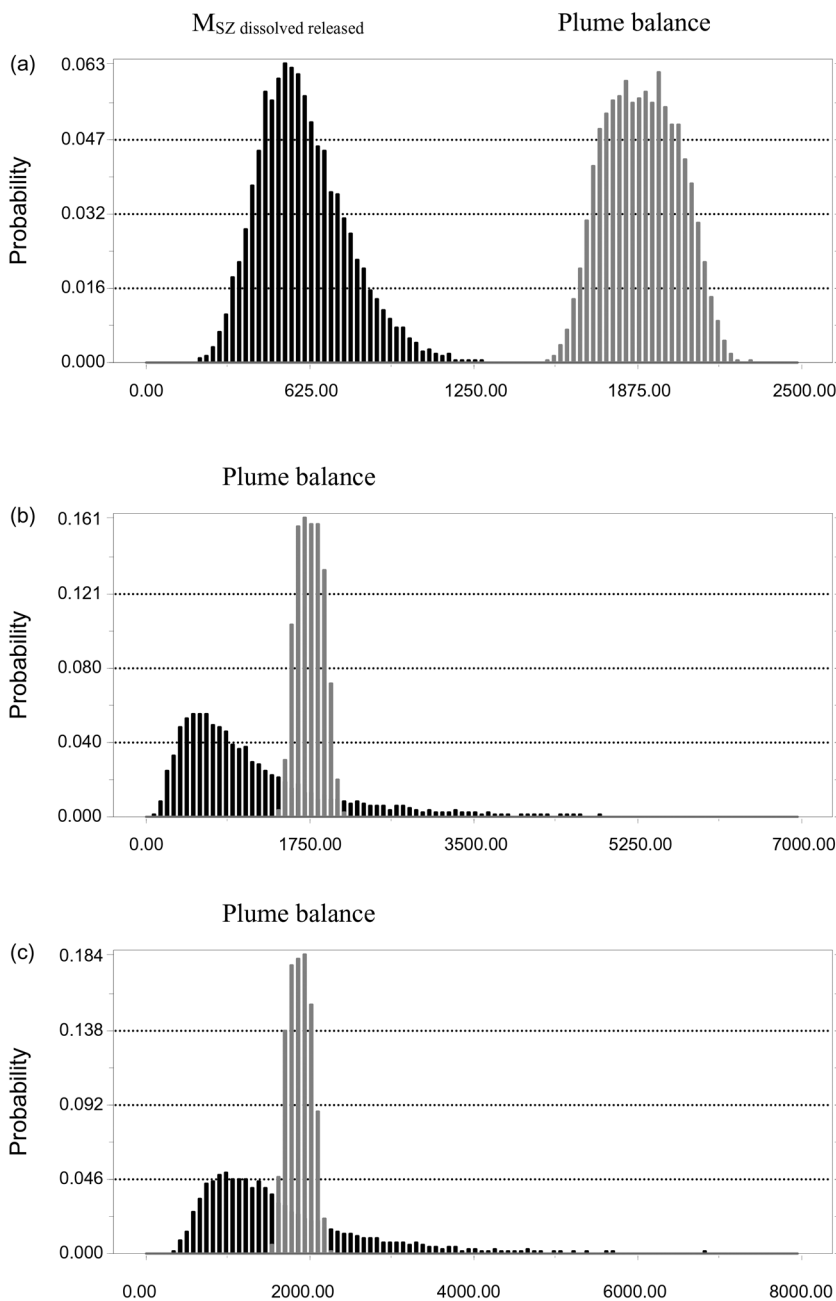 M_SZ dissolved released Plume balance
(a)
0.063
0.047
0.032
0.016
0.000
Probability
0.00 625.00 1250.00 1875.00 2500.00
Plume balance
(b)
0.161
0.121
0.080
0.040
0.000
Probability
0.00 1750.00 3500.00 5250.00 7000.00
Plume balance
(c)
0.184
0.138
0.092
0.046
0.000
Probability
0.00 2000.00 4000.00 6000.00 8000.00